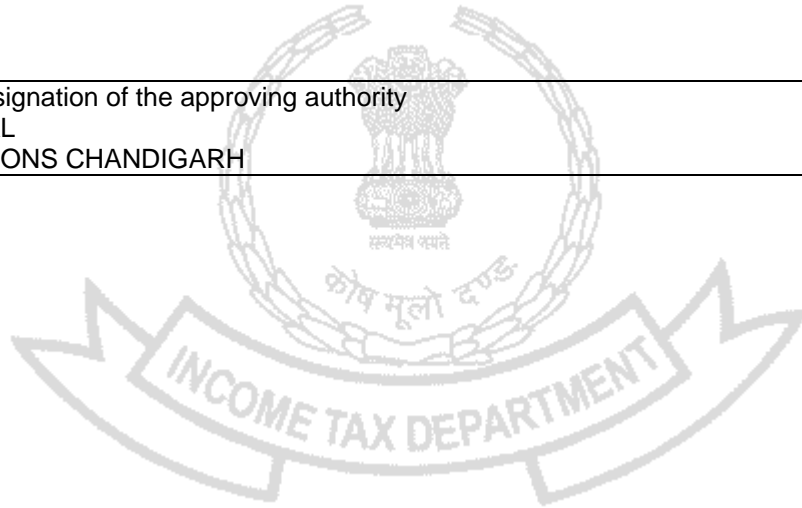 signation of the approving authority
L
ONS CHANDIGARH
सत्यमेव जयते
कोष मूलो दण्ड:
INCOME TAX DEPARTMENT